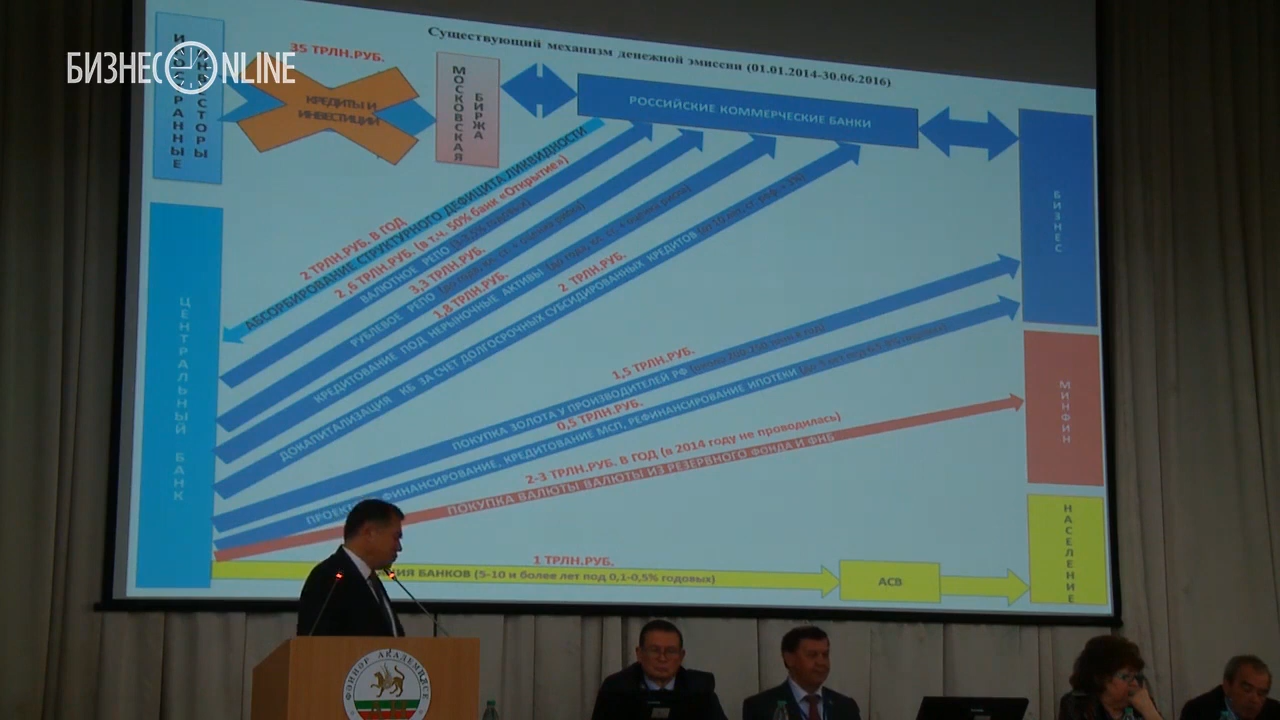 БИЗНЕС ONLINE
Существующий механизм денежной эмиссии (01.01.2014-30.06.2016)
ИНОСТРАННЫЕ ИНВЕСТОРЫ
35 ТРЛН.РУБ.
КРЕДИТЫ И
ИНВЕСТИЦИИ
МОСКОВСКАЯ БИРЖА
РОССИЙСКИЕ КОММЕРЧЕСКИЕ БАНКИ
БИЗНЕС
ЦЕНТРАЛЬНЫЙ БАНК
2 ТРЛН.РУБ. В ГОД
АБСОРБИРОВАНИЕ СТРУКТУРНОГО ДЕФИЦИТА ЛИКВИДНОСТИ
2,6 ТРЛН.РУБ. (в т.ч. 50% банк «Открытие»)
ВАЛЮТНОЕ РЕПО
3,3 ТРЛН.РУБ.
РУБЛЕВОЕ РЕПО
1,8 ТРЛН.РУБ.
КРЕДИТОВАНИЕ ПОД НЕРЫНОЧНЫЕ АКТИВЫ
2 ТРЛН.РУБ.
ДОКАПИТАЛИЗАЦИЯ КБ ЗА СЧЕТ ДОЛГОСРОЧНЫХ СУБСИДИРОВАННЫХ КРЕДИТОВ
1,5 ТРЛН.РУБ.
ПОКУПКА ЗОЛОТА У ПРОИЗВОДИТЕЛЕЙ РФ
0,5 ТРЛН.РУБ.
ФИНАНСИРОВАНИЕ, КРЕДИТОВАНИЕ МСП, РЕФИНАНСИРОВАНИЕ ИПОТЕКИ
2-3 ТРЛН.РУБ. В ГОД (в 2014 году не проводилась)
ПОКУПКА ВАЛЮТЫ ВАЛЮТЫ ИЗ РЕЗЕРВНОГО ФОНДА И ФНБ
МИНФИН
1 ТРЛН.РУБ.
БАНКОВ (5-10 и более лет под 0,1-0,5% годовых)
АСВ
НАСЕЛЕНИЕ
ФӘННӘР АКАДЕМИЯСЕ